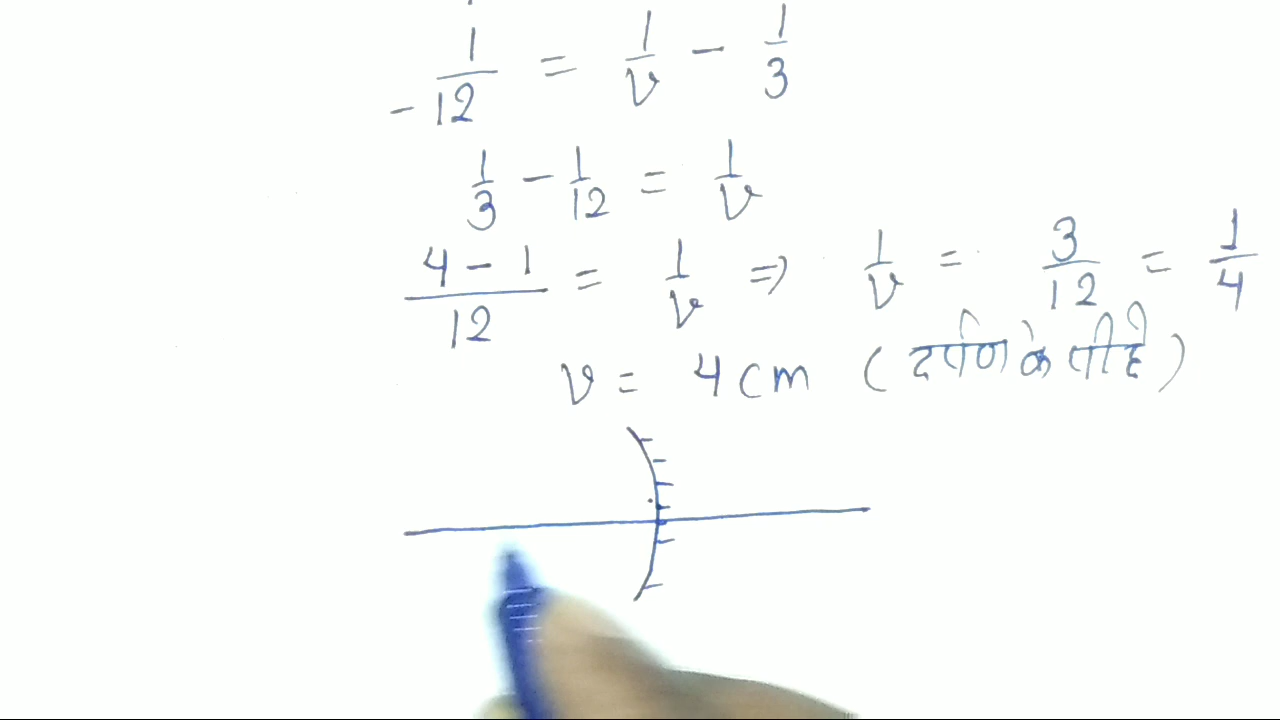 - 1/12 = 1/v - 1/3
1/3 - 1/12 = 1/v
4 - 1/12 = 1/v ⇒ 1/v = 3/12 = 1/4
v = 4 cm (दर्पण के पीछे)